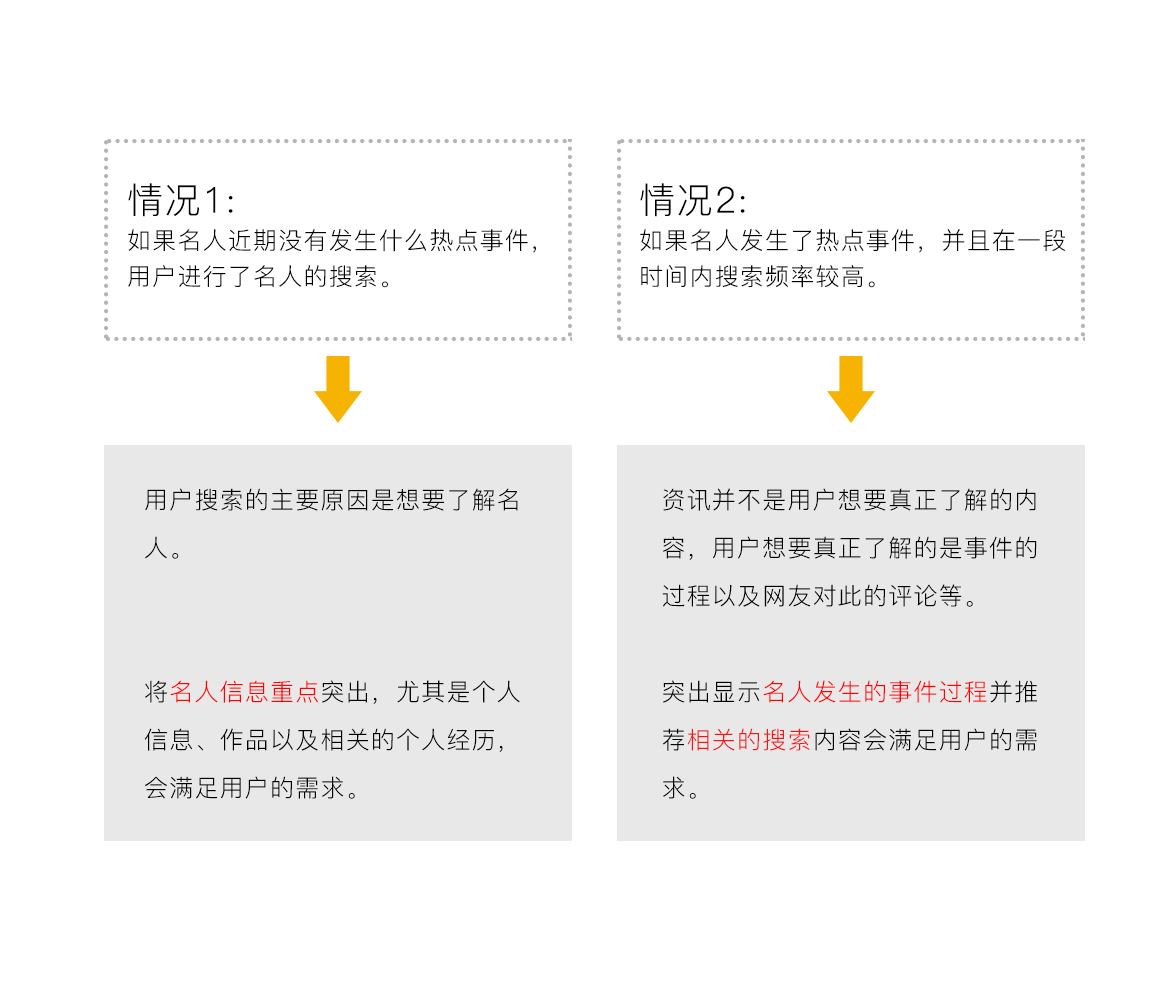 情况1:
如果名人近期没有发生什么热点事件，
用户进行了名人的搜索。
用户搜索的主要原因是想要了解名
人。
将名人信息重点突出，尤其是个人
信息、作品以及相关的个人经历，
会满足用户的需求。
情况2:
如果名人发生了热点事件，并且在一段
时间内搜索频率较高。
资讯并不是用户想要真正了解的内
容，用户想要真正了解的是事件的
过程以及网友对此的评论等。
突出显示名人发生的事件过程并推
荐相关的搜索内容会满足用户的需
求。